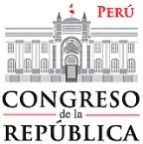 PERÚ
CONGRESO
de la
REPÚBLICA